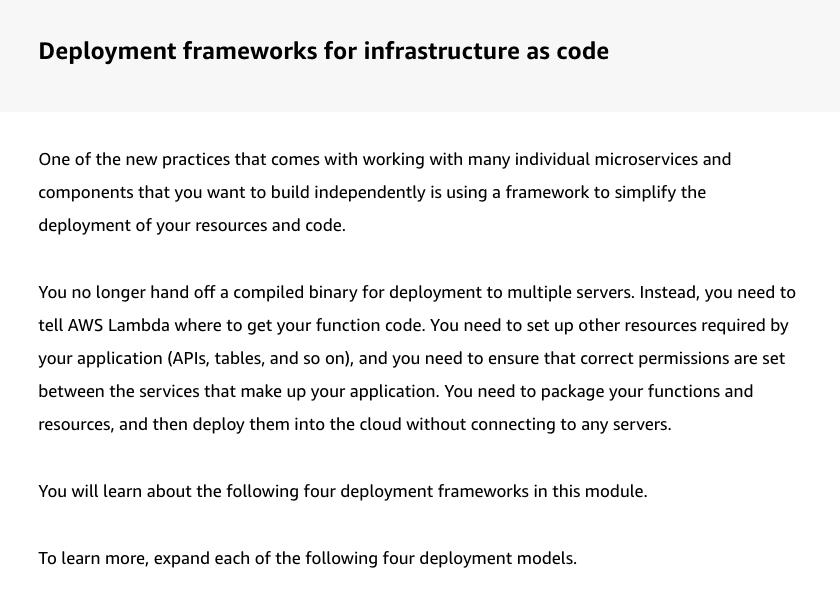 Deployment frameworks for infrastructure as code
One of the new practices that comes with working with many individual microservices and
components that you want to build independently is using a framework to simplify the
deployment of your resources and code.
You no longer hand off a compiled binary for deployment to multiple servers. Instead, you need to
tell AWS Lambda where to get your function code. You need to set up other resources required by
your application (APIs, tables, and so on), and you need to ensure that correct permissions are set
between the services that make up your application. You need to package your functions and
resources, and then deploy them into the cloud without connecting to any servers.
You will learn about the following four deployment frameworks in this module.
To learn more, expand each of the following four deployment models.